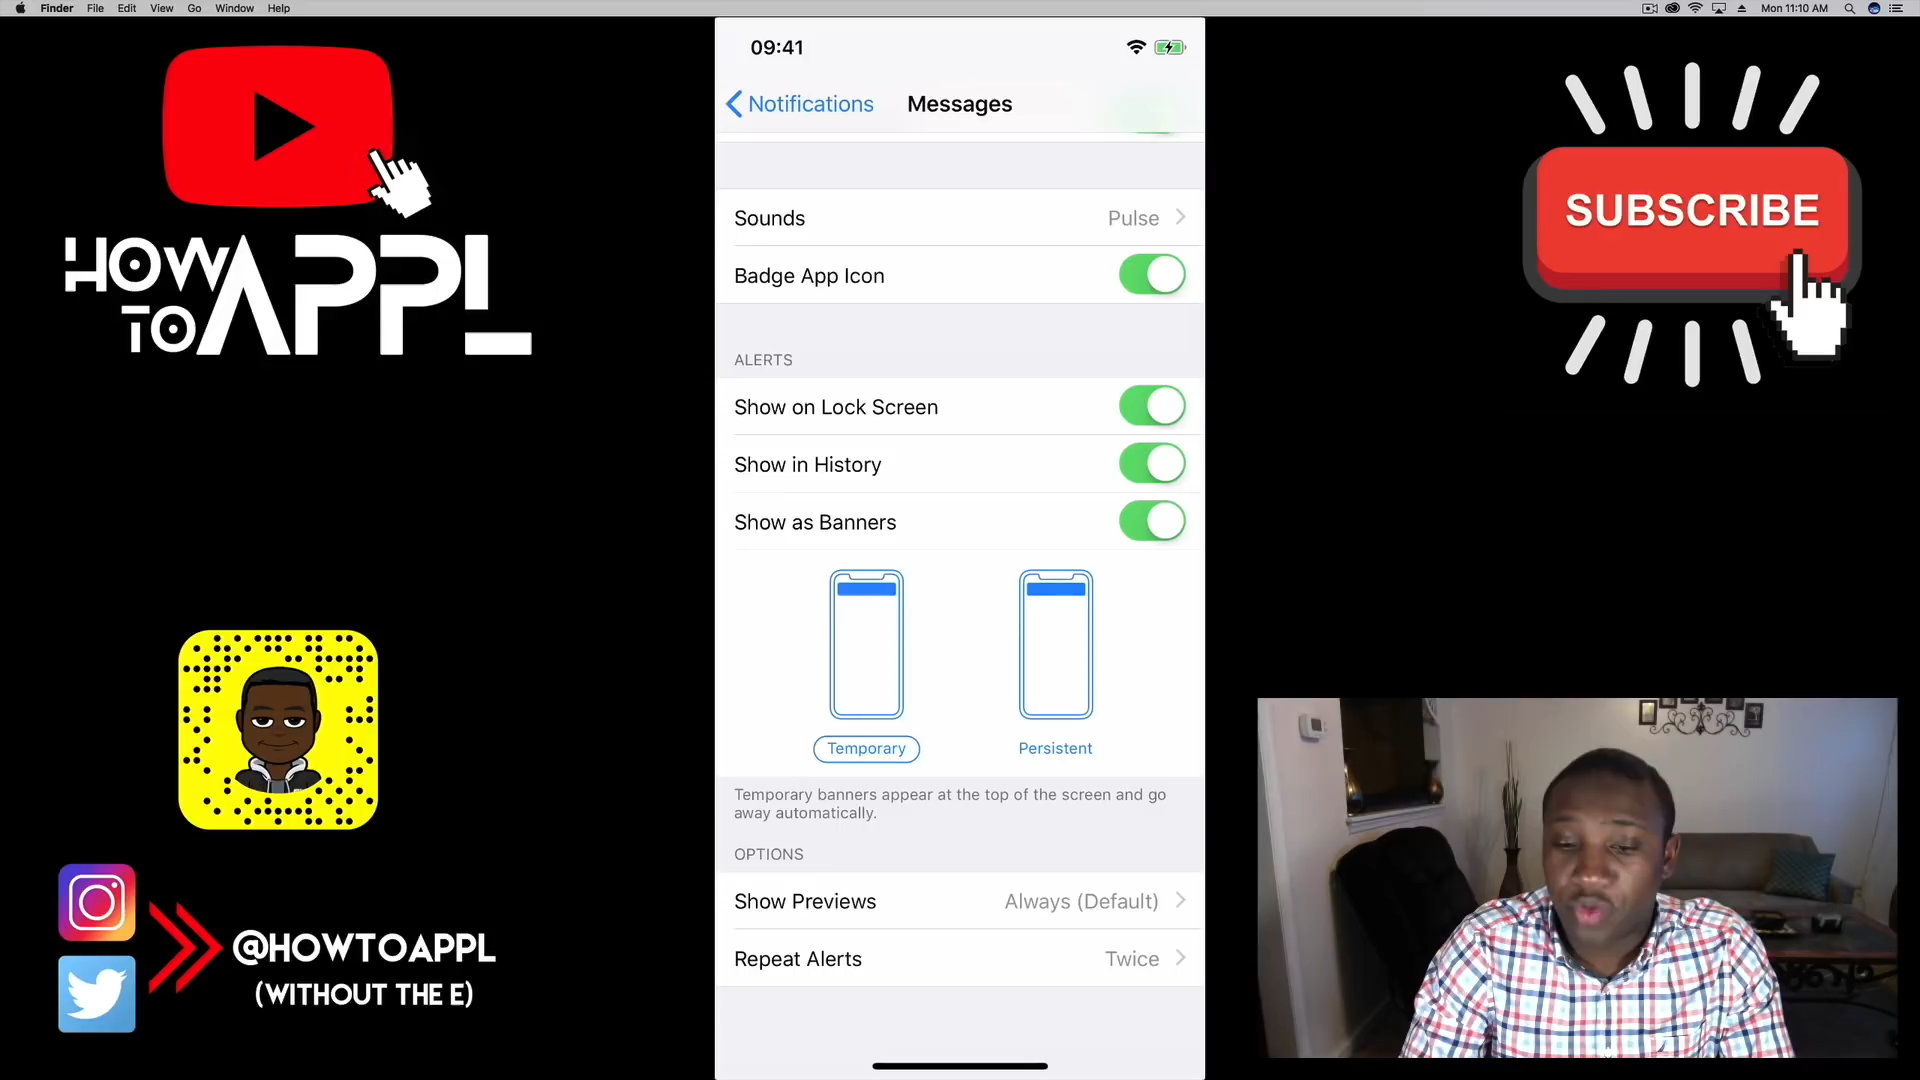 Finder File Edit View Go Window Help
Mon 11:10 AM
HOW
TO APPL
@HOWTOAPPL
(WITHOUT THE E)
09:41
Notifications
Messages
Sounds
Pulse
Badge App Icon
ALERTS
Show on Lock Screen
Show in History
Show as Banners
Temporary
Persistent
Temporary banners appear at the top of the screen and go
away automatically.
OPTIONS
Show Previews
Always (Default)
Repeat Alerts
Twice
SUBSCRIBE